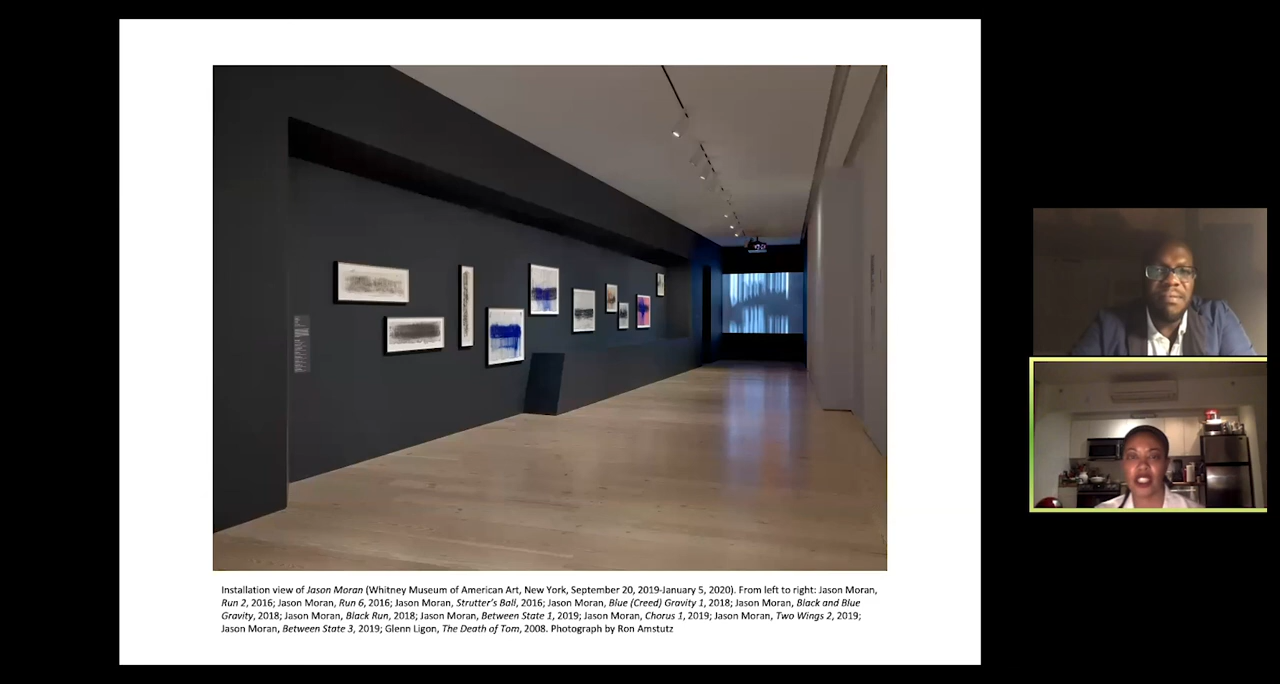 Installation view of Jason Moran (Whitney Museum of American Art, New York, September 20, 2019-January 5, 2020). From left to right: Jason Moran,
Run 2, 2016; Jason Moran, Run 6, 2016; Jason Moran, Strutter's Ball, 2016; Jason Moran, Blue (Creed) Gravity 1, 2018; Jason Moran, Black and Blue
Gravity, 2018; Jason Moran, Black Run, 2018; Jason Moran, Between State 1, 2019; Jason Moran, Chorus 1, 2019; Jason Moran, Two Wings 2, 2019;
Jason Moran, Between State 3, 2019; Glenn Ligon, The Death of Tom, 2008. Photograph by Ron Amstutz